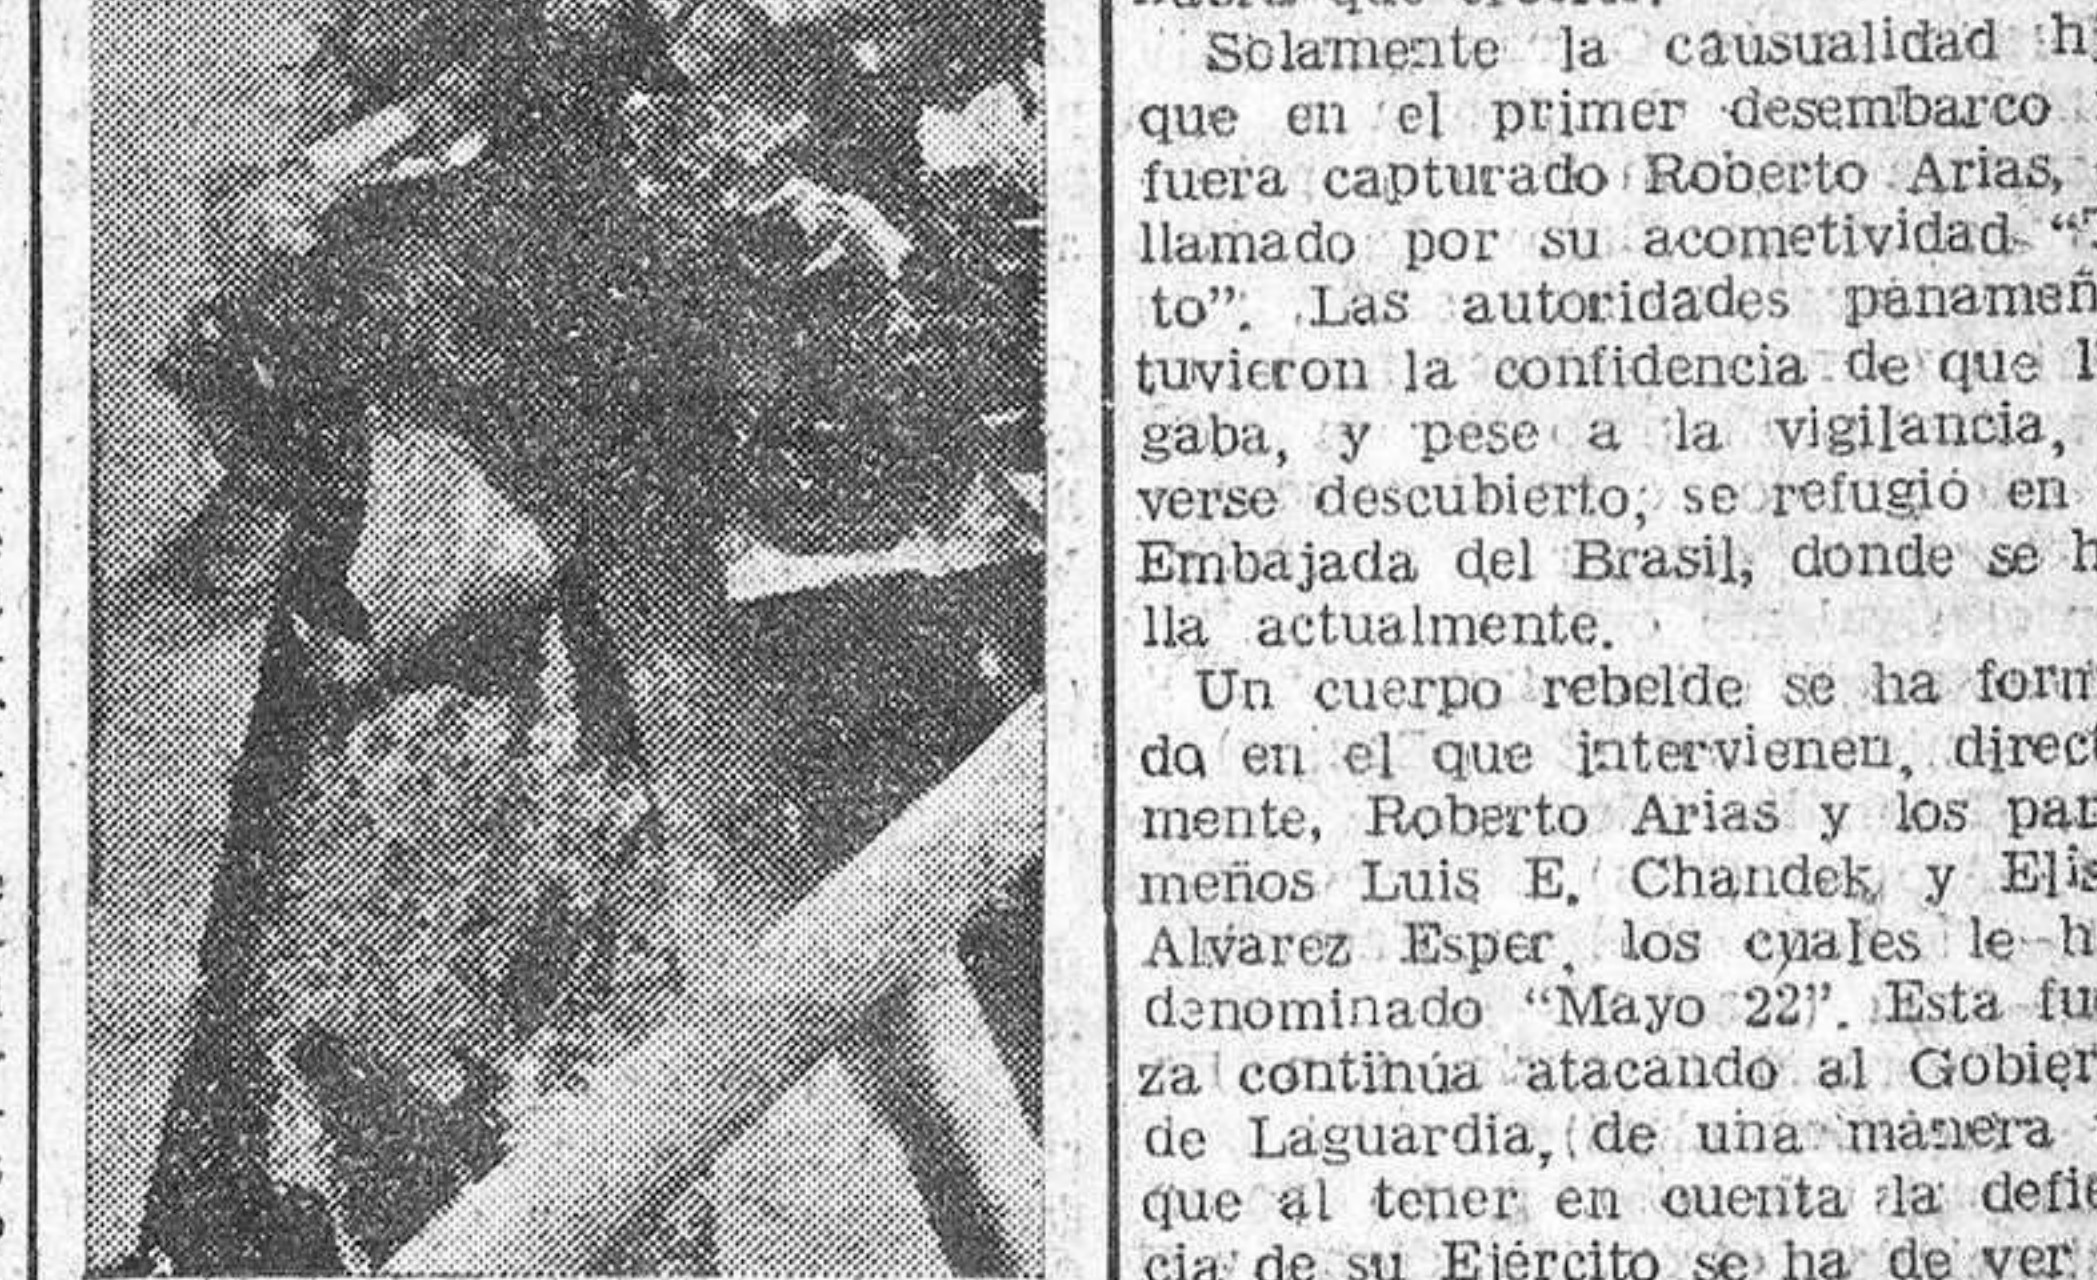 Solamente la causualidad h
que en el primer desembarco
fuera capturado Roberto Arias,
llamado por su acometividad “T
to”. Las autoridades panameñ
tuvieron la confidencia de que l
gaba, y pese a la vigilancia,
verse descubierto, se refugió en
Embajada del Brasil, donde se h
lla actualmente.
Un cuerpo rebelde se ha form
do en el que intervienen, direct
mente, Roberto Arias y los pan
meños Luis E. Chandek y Elis
Alvarez Esper, los cuales le h
denominado “Mayo 22”. Esta fu
za continúa atacando al Gobier
de Laguardia, de una manera
que al tener en cuenta la defi
cia de su Ejército se ha de ver